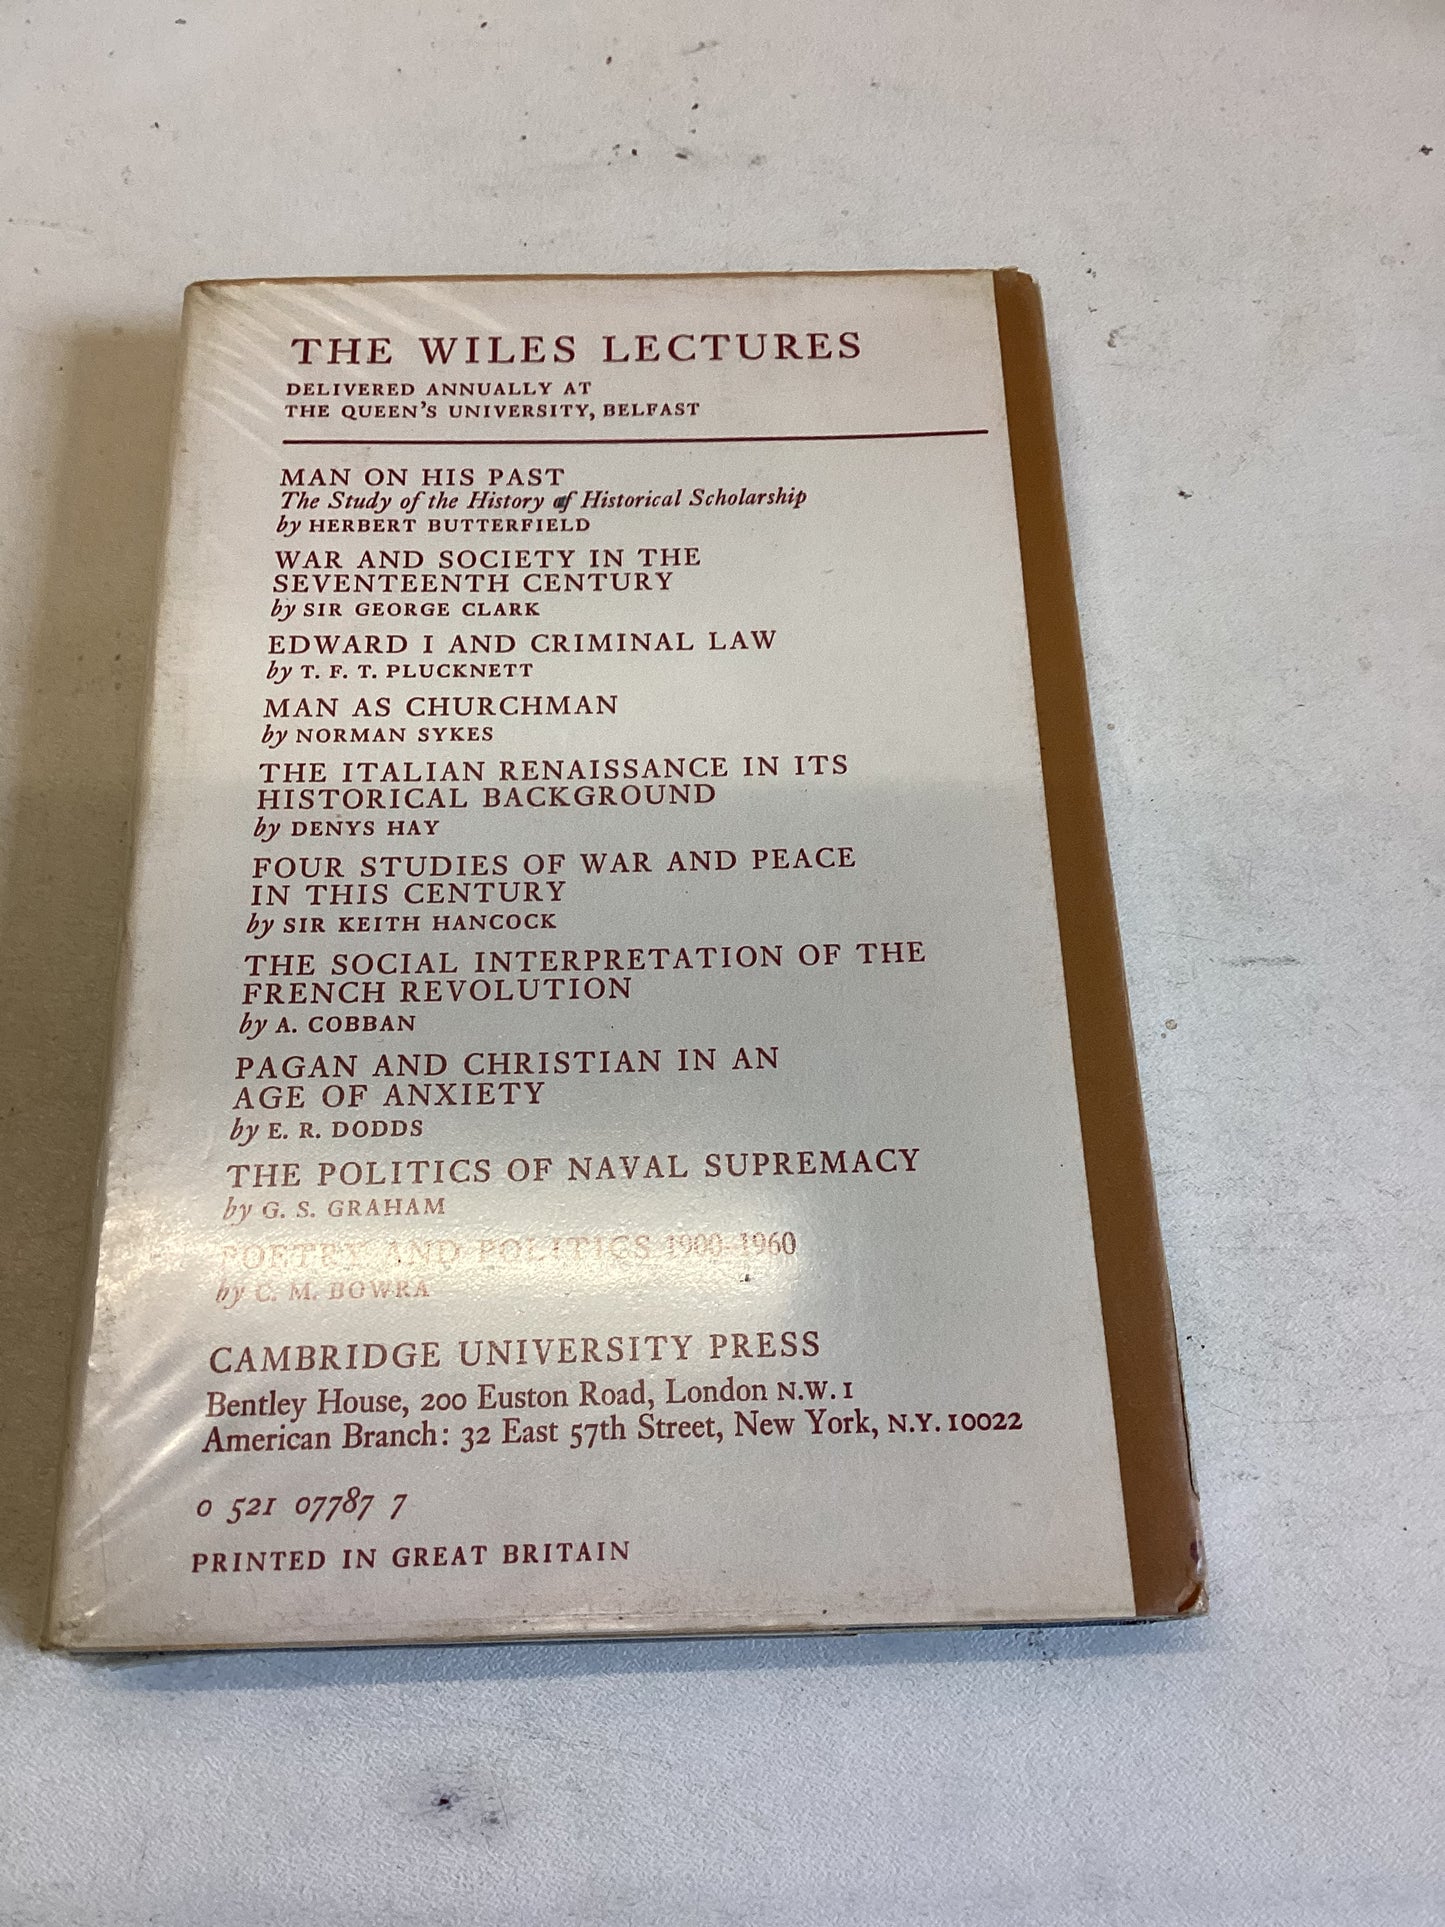 THE WILES LECTURES
DELIVERED ANNUALLY AT
THE QUEEN'S UNIVERSITY, BELFAST
MAN ON HIS PAST
The Study of the History of Historical Scholarship
by HERBERT BUTTERFIELD
WAR AND SOCIETY IN THE
SEVENTEENTH CENTURY
by SIR GEORGE CLARK
EDWARD I AND CRIMINAL LAW
by T. F. T. PLUCKNETT
MAN AS CHURCHMAN
by NORMAN SYKES
THE ITALIAN RENAISSANCE IN ITS
HISTORICAL BACKGROUND
by DENYS HAY
FOUR STUDIES OF WAR AND PEACE
IN THIS CENTURY
by SIR KEITH HANCOCK
THE SOCIAL INTERPRETATION OF THE
FRENCH REVOLUTION
by A. COBBAN
PAGAN AND CHRISTIAN IN AN
AGE OF ANXIETY
by E. R. DODDS
THE POLITICS OF NAVAL SUPREMACY
by G. S. GRAHAM
POETRY AND POLITICS 1900–1960
by C. M. BOWRA
CAMBRIDGE UNIVERSITY PRESS
Bentley House, 200 Euston Road, London N.W. 1
American Branch: 32 East 57th Street, New York, N.Y. 10022
0 521 07787 7
PRINTED IN GREAT BRITAIN